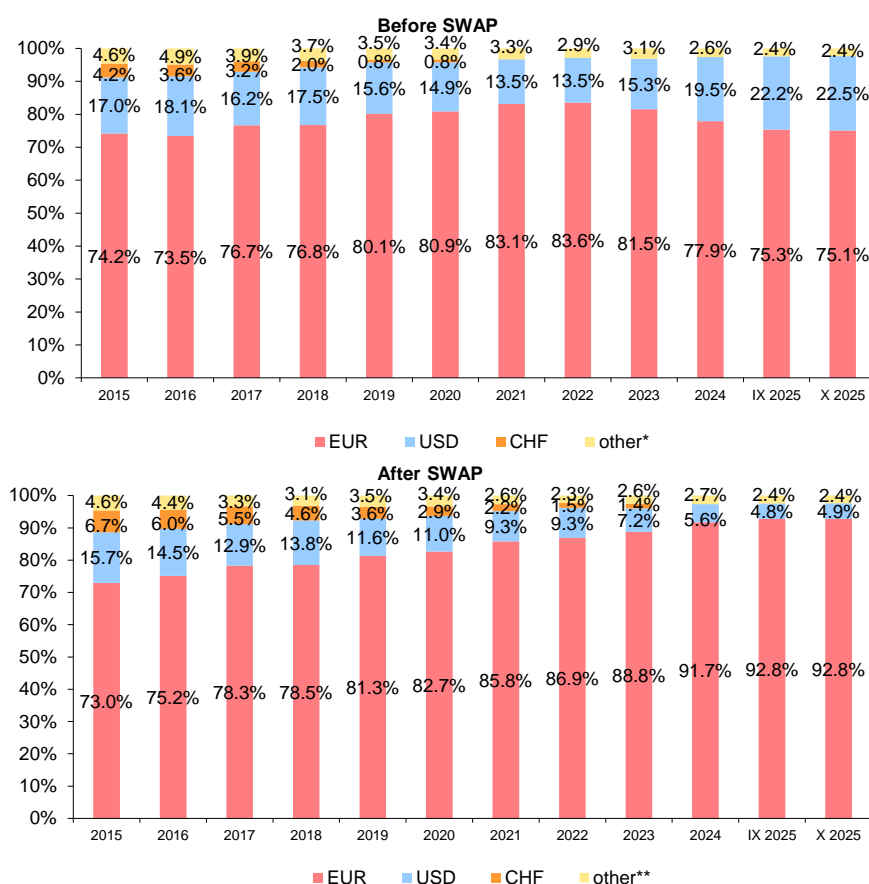 Before SWAP
100%
90%
80%
70%
60%
50%
40%
30%
20%
10%
0%
4.6% 4.9% 3.9% 3.7% 3.5% 3.4% 3.3% 2.9% 3.1% 2.6% 2.4% 2.4%
4.2% 3.6% 3.2% 2.0% 0.8% 0.8%
17.0% 18.1% 16.2% 17.5% 15.6% 14.9% 13.5% 13.5% 15.3% 19.5% 22.2% 22.5%
74.2% 73.5% 76.7% 76.8% 80.1% 80.9% 83.1% 83.6% 81.5% 77.9% 75.3% 75.1%
2015 2016 2017 2018 2019 2020 2021 2022 2023 2024 IX 2025 X 2025
EUR USD CHF other*
After SWAP
100%
90%
80%
70%
60%
50%
40%
30%
20%
10%
0%
4.6% 4.4% 3.3% 3.1% 3.5% 3.4% 2.6% 2.3% 2.6% 2.7% 2.4% 2.4%
6.7% 6.0% 5.5% 4.6% 3.6% 2.9% 2.2% 1.5% 1.4%
15.7% 14.5% 12.9% 13.8% 11.6% 11.0% 9.3% 9.3% 7.2% 5.6% 4.8% 4.9%
73.0% 75.2% 78.3% 78.5% 81.3% 82.7% 85.8% 86.9% 88.8% 91.7% 92.8% 92.8%
2015 2016 2017 2018 2019 2020 2021 2022 2023 2024 IX 2025 X 2025
EUR USD CHF other**